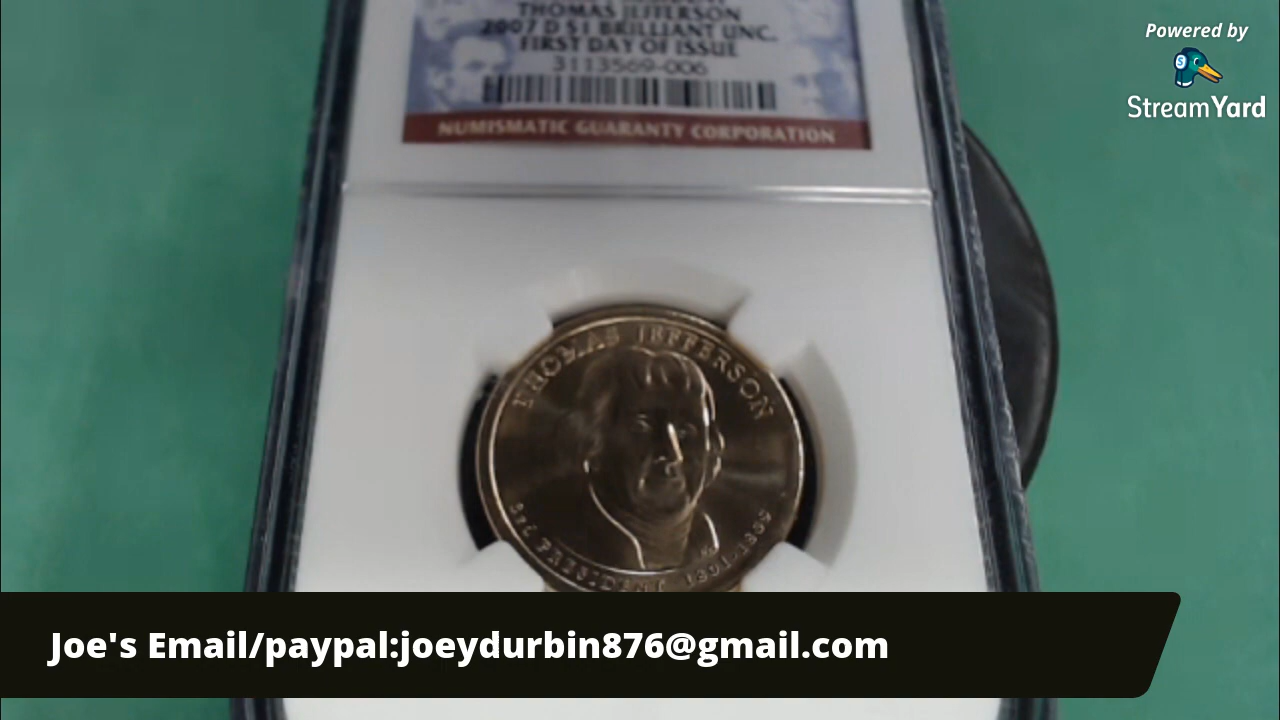 THOMAS JEFFERSON
2007 D $1 BRILLIANT UNC.
FIRST DAY OF ISSUE
3113569-006
NUMISMATIC GUARANTY CORPORATION
THOMAS JEFFERSON
3rd PRESIDENT 1801-1809
Powered by
StreamYard
Joe's Email/paypal:joeydurbin876@gmail.com